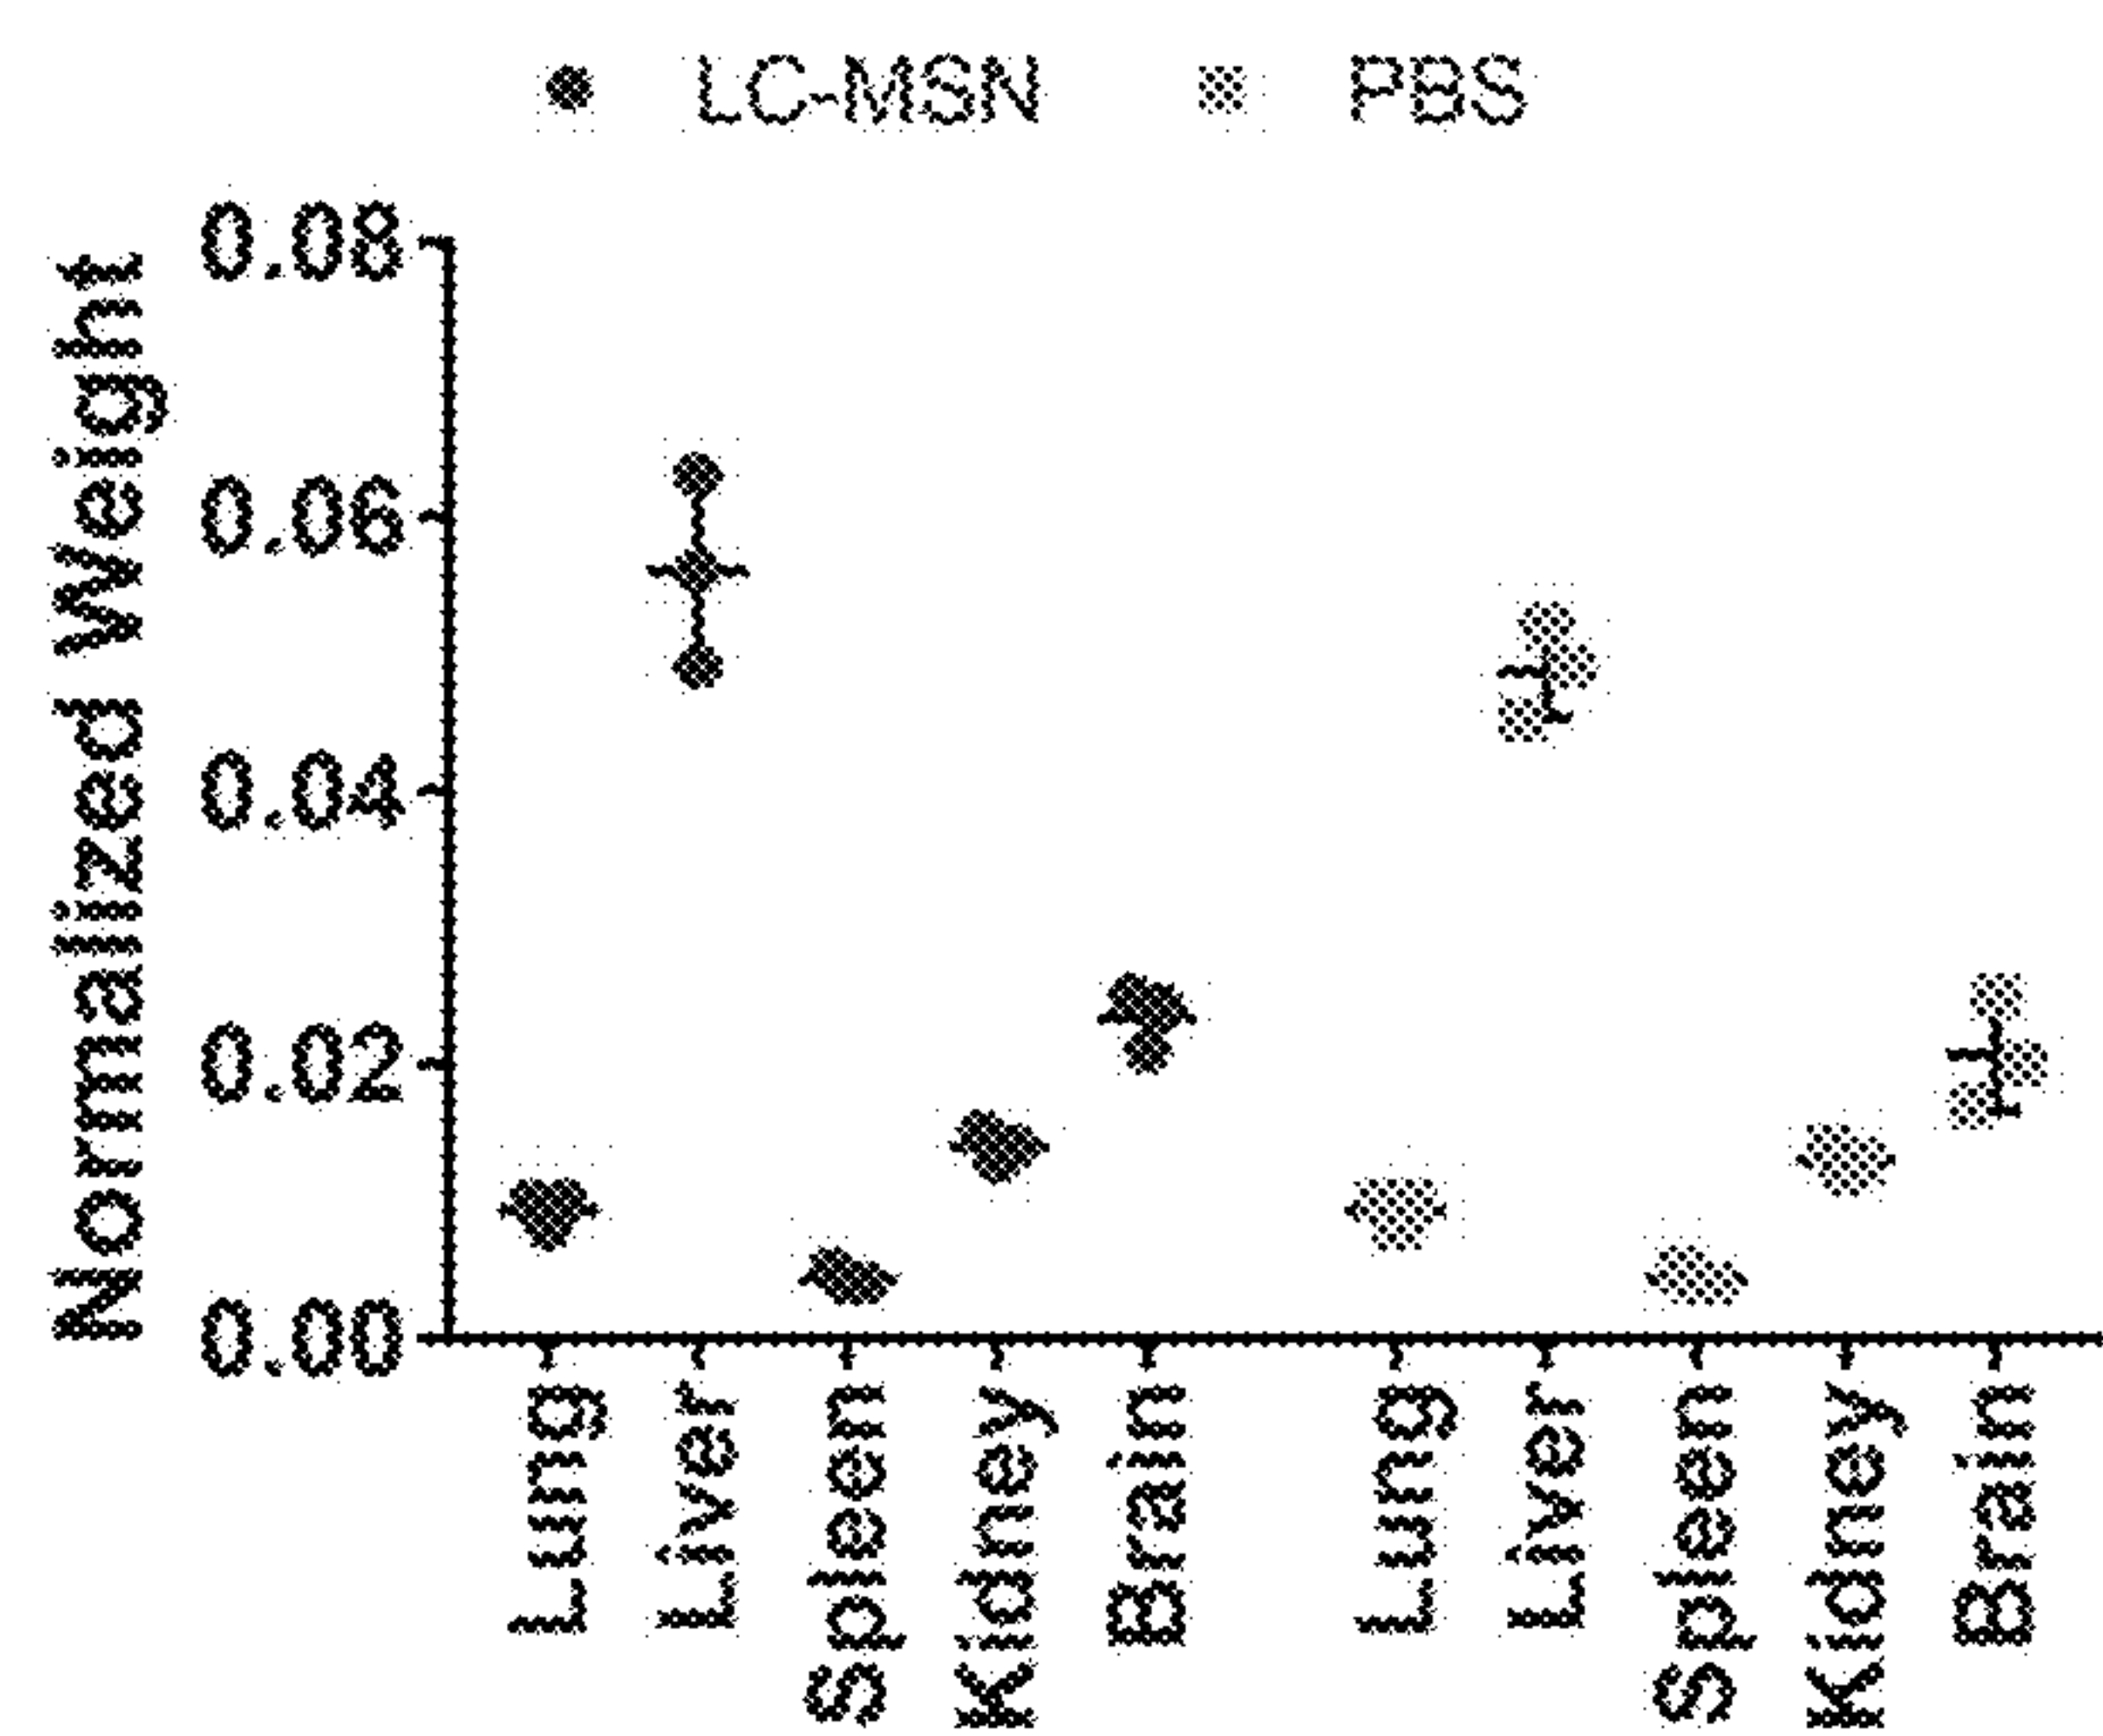 LC-MSN PBS
Normalized Weight
0.08
0.06
0.04
0.02
0.00
Lung Liver Spleen Kidney Brain Lung Liver Spleen Kidney Brain